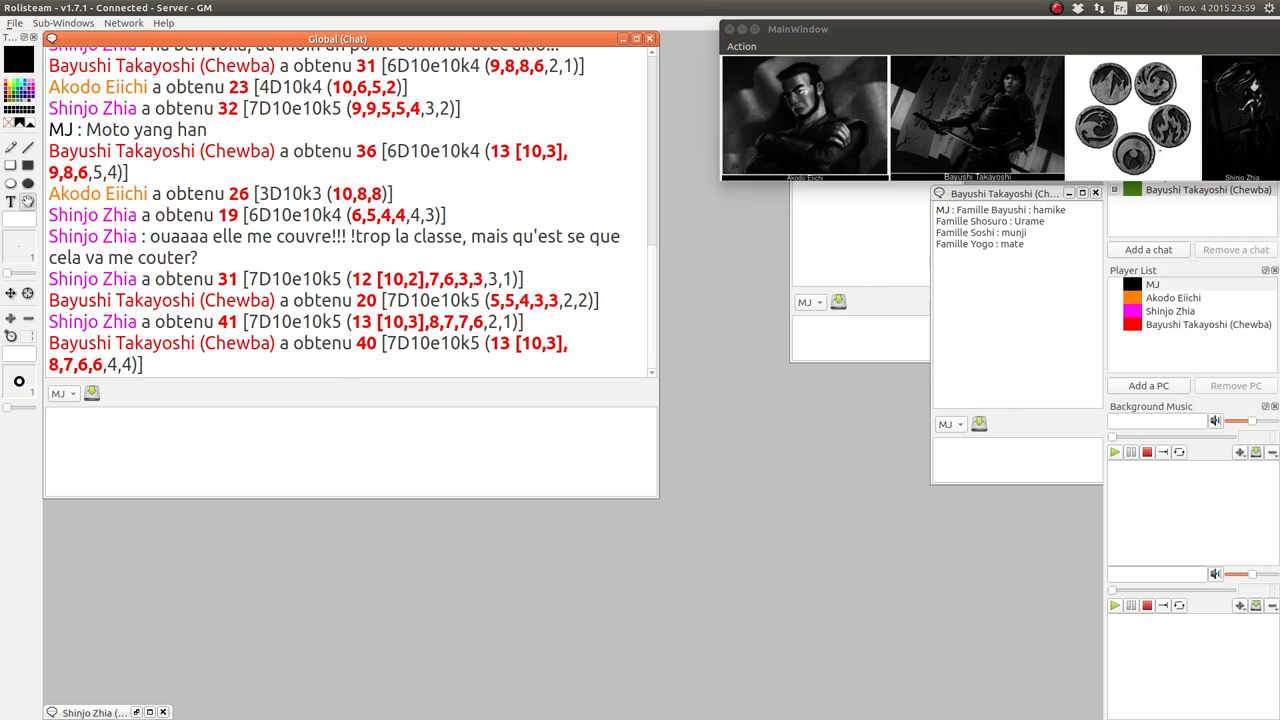 Rolisteam - v1.7.1 - Connected - Server - GM
Fr,
nov. 4 2015 23:59
File Sub-Windows Network Help
T...
Global (Chat)
Bayushi Takayoshi (Chewba) a obtenu 31 [6D10e10k4 (9,8,8,6,2,1)]
Akodo Eiichi a obtenu 23 [4D10k4 (10,6,5,2)]
Shinjo Zhia a obtenu 32 [7D10e10k5 (9,9,5,5,4,3,2)]
MJ : Moto yang han
Bayushi Takayoshi (Chewba) a obtenu 36 [6D10e10k4 (13 [10,3],
9,8,6,5,4)]
Akodo Eiichi a obtenu 26 [3D10k3 (10,8,8)]
Shinjo Zhia a obtenu 19 [6D10e10k4 (6,5,4,4,4,3)]
Shinjo Zhia : ouaaaa elle me couvre!!! !trop la classe, mais qu'est se que
cela va me couter?
Shinjo Zhia a obtenu 31 [7D10e10k5 (12 [10,2],7,6,3,3,3,1)]
Bayushi Takayoshi (Chewba) a obtenu 20 [7D10e10k5 (5,5,4,3,3,2,2)]
Shinjo Zhia a obtenu 41 [7D10e10k5 (13 [10,3],8,7,7,6,2,1)]
Bayushi Takayoshi (Chewba) a obtenu 40 [7D10e10k5 (13 [10,3],
8,7,6,6,4,4)]
MJ
T
1
1
MainWindow
Action
Akodo Eiichi
Bayushi Takayoshi
Shinjo Zhia
MJ
Bayushi Takayoshi (Ch...
MJ : Famille Bayushi : hamike
Famille Shosuro : Urame
Famille Soshi : munji
Famille Yogo : mate
MJ
Bayushi Takayoshi (Chewba)
Add a chat
Remove a chat
Player List
MJ
Akodo Eiichi
Shinjo Zhia
Bayushi Takayoshi (Chewba)
Add a PC
Remove PC
Background Music
Shinjo Zhia (...